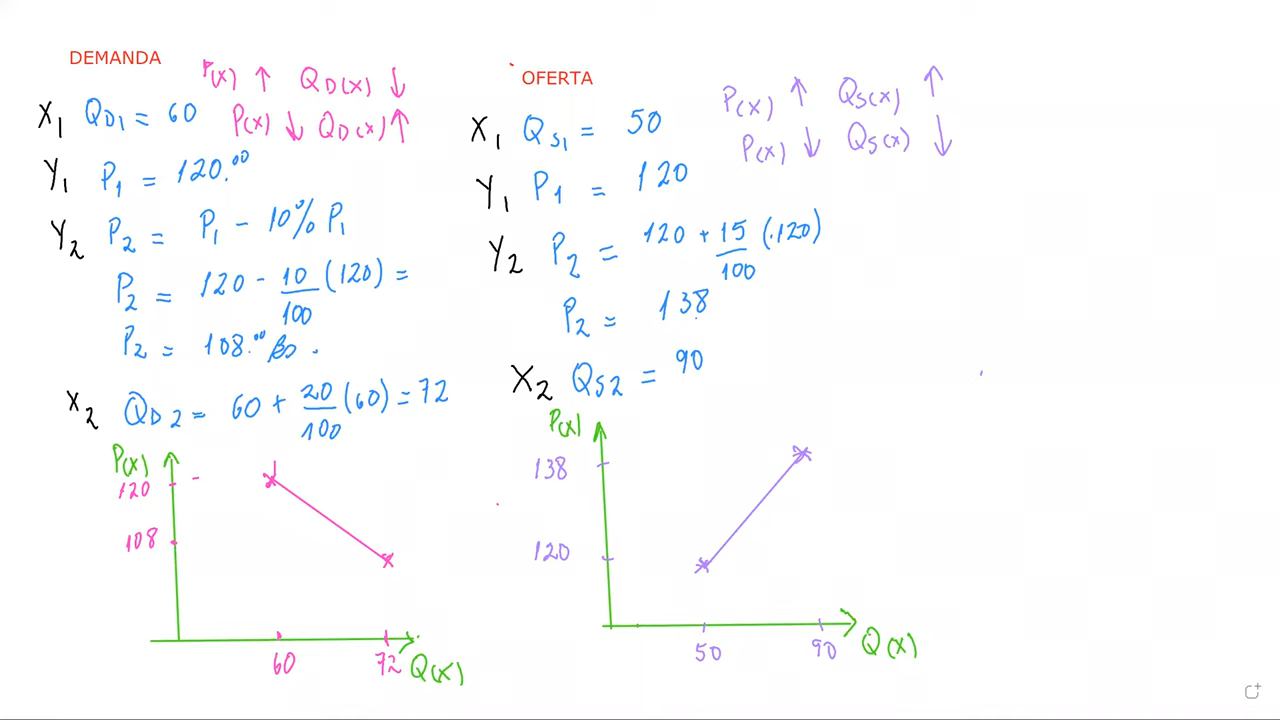 DEMANDA
P(x) ↑ QD(x) ↓
P(x) ↓ QD(x) ↑
X1 QD1 = 60
Y1 P1 = 120.00
Y2 P2 = P1 - 10% P1
P2 = 120 - 10/100 (120) =
P2 = 108.00 Bs.
X2 QD2 = 60 + 20/100 (60) = 72
P(x)
120
108
60
72
Q(x)
OFERTA
P(x) ↑ QS(x) ↑
P(x) ↓ QS(x) ↓
X1 QS1 = 50
Y1 P1 = 120
Y2 P2 = 120 + 15/100 (.120)
P2 = 138
X2 QS2 = 90
P(x)
138
120
50
90
Q(x)